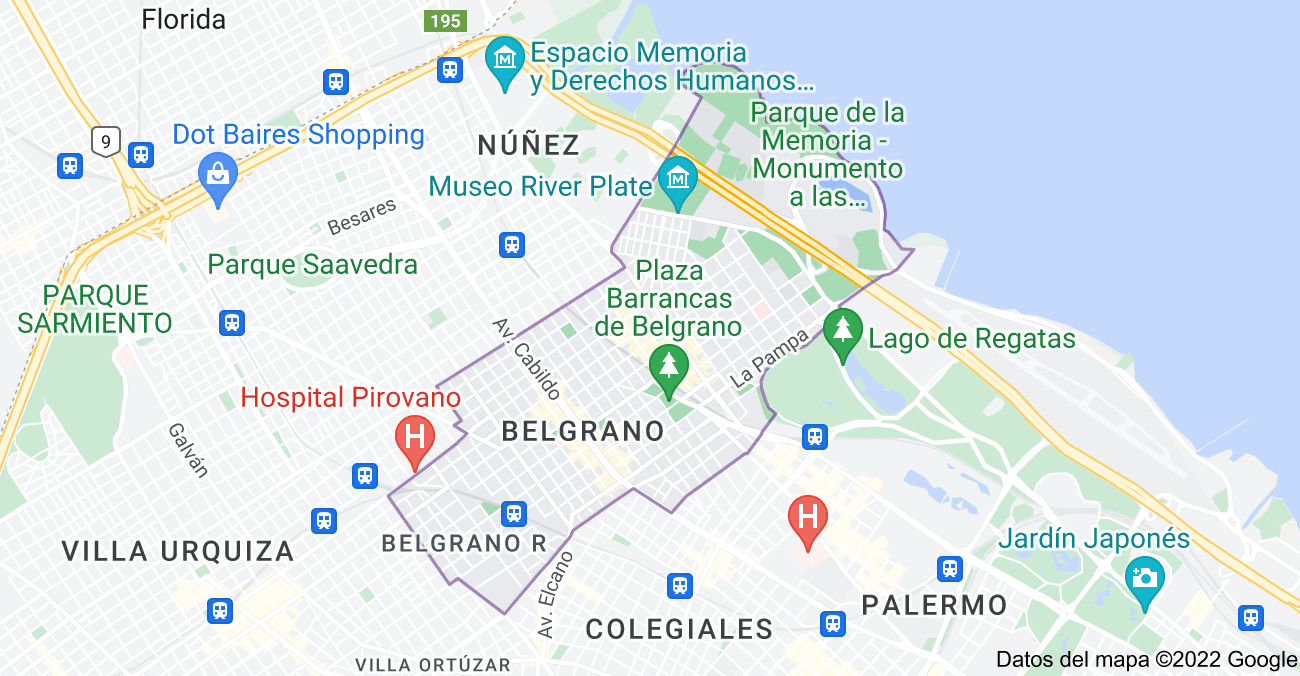 Florida
195
Espacio Memoria
y Derechos Humanos...
Parque de la
Memoria -
Monumento
a las...
9
Dot Baires Shopping
NÚÑEZ
Museo River Plate
Besares
Parque Saavedra
PARQUE
SARMIENTO
Plaza
Barrancas
de Belgrano
Av. Cabildo
La Pampa
Lago de Regatas
Hospital Pirovano
H
BELGRANO
Galván
H
BELGRANO R
VILLA URQUIZA
Av. Elcano
Jardín Japonés
PALERMO
COLEGIALES
VILLA ORTÚZAR
Datos del mapa ©2022 Google